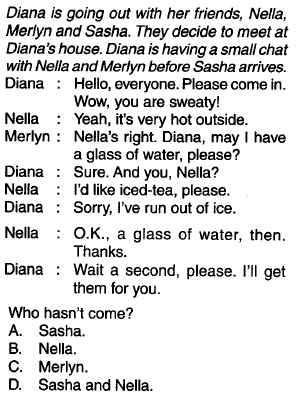 Diana is going out with her friends, Nella,
Merlyn and Sasha. They decide to meet at
Diana's house. Diana is having a small chat
with Nella and Merlyn before Sasha arrives.
Diana : Hello, everyone. Please come in.
Wow, you are sweaty!
Nella : Yeah, it's very hot outside.
Merlyn : Nella's right. Diana, may I have
a glass of water, please?
Diana : Sure. And you, Nella?
Nella : I'd like iced-tea, please.
Diana : Sorry, I've run out of ice.
Nella : O.K., a glass of water, then.
Thanks.
Diana : Wait a second, please. I'll get
them for you.
Who hasn't come?
A. Sasha.
B. Nella.
C. Merlyn.
D. Sasha and Nella.